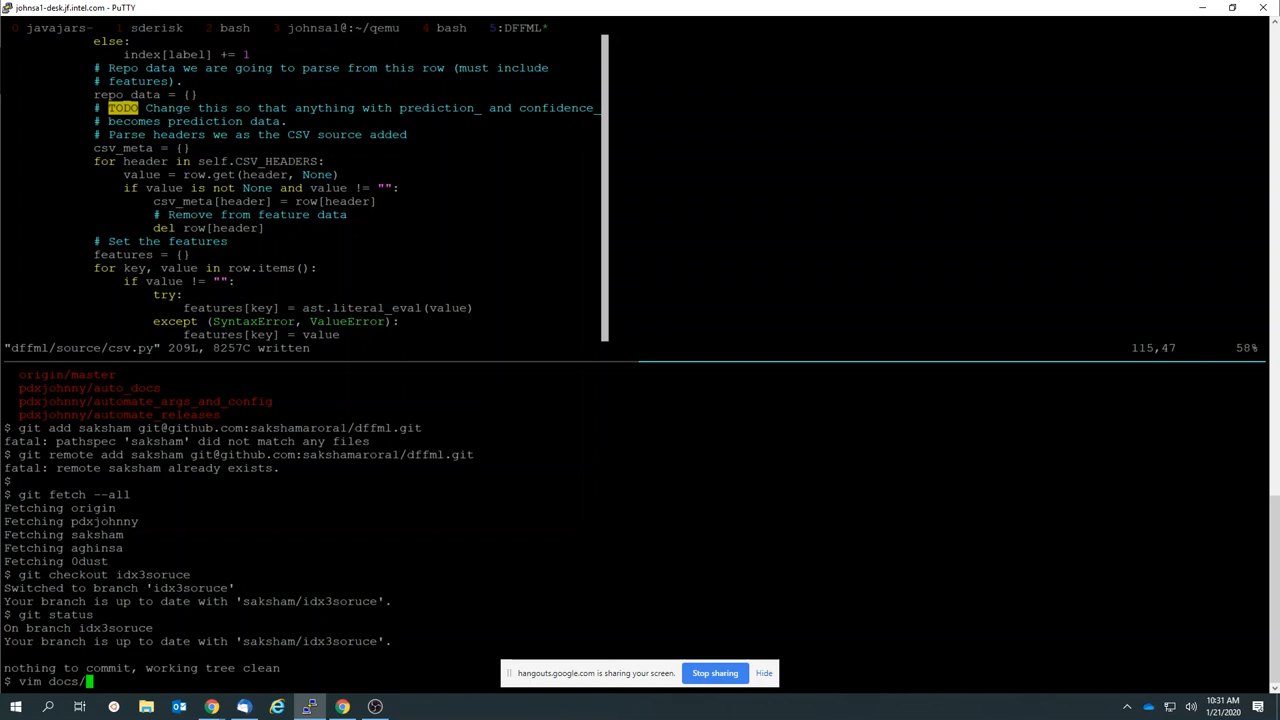 johnsa1-desk.jf.intel.com - PuTTY
0 javajars- 1 sderisk 2 bash 3 johnsa1@:~/qemu 4 bash 5:DFFML*
else:
index[label] += 1
# Repo data we are going to parse from this row (must include
# features).
repo_data = {}
# TODO Change this so that anything with prediction_ and confidence_
# becomes prediction data.
# Parse headers we as the CSV source added
csv_meta = {}
for header in self.CSV_HEADERS:
value = row.get(header, None)
if value is not None and value != "":
csv_meta[header] = row[header]
# Remove from feature data
del row[header]
# Set the features
features = {}
for key, value in row.items():
if value != "":
try:
features[key] = ast.literal_eval(value)
except (SyntaxError, ValueError):
features[key] = value
"dffml/source/csv.py" 209L, 8257C written 115,47 58%
origin/master
pdxjohnny/auto_docs
pdxjohnny/automate_args_and_config
pdxjohnny/automate_releases
$ git add saksham git@github.com:sakshamarora1/dffml.git
fatal: pathspec 'saksham' did not match any files
$ git remote add saksham git@github.com:sakshamarora1/dffml.git
fatal: remote saksham already exists.
$
$ git fetch --all
Fetching origin
Fetching pdxjohnny
Fetching saksham
Fetching aghinsa
Fetching 0dust
$ git checkout idx3soruce
Switched to branch 'idx3soruce'
Your branch is up to date with 'saksham/idx3soruce'.
$ git status
On branch idx3soruce
Your branch is up to date with 'saksham/idx3soruce'.
nothing to commit, working tree clean
$ vim docs/
hangouts.google.com is sharing your screen. Stop sharing Hide
10:31 AM
1/21/2020